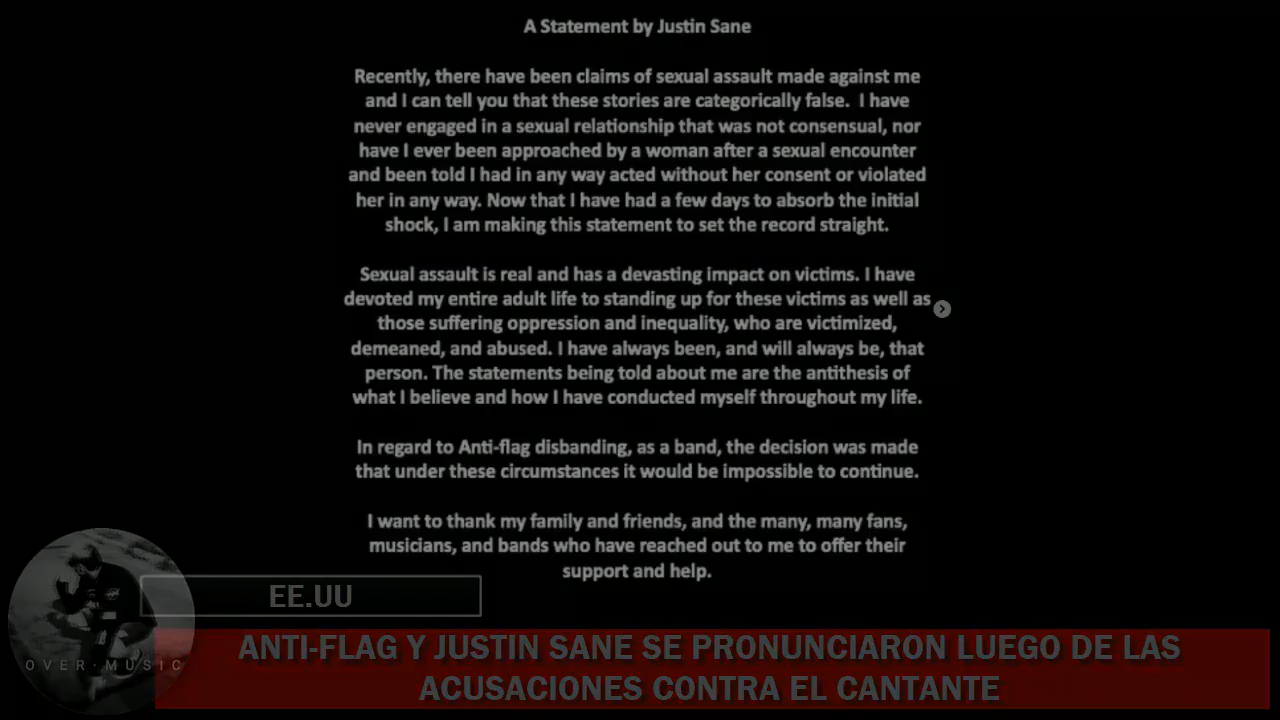 A Statement by Justin Sane
Recently, there have been claims of sexual assault made against me
and I can tell you that these stories are categorically false.  I have
never engaged in a sexual relationship that was not consensual, nor
have I ever been approached by a woman after a sexual encounter
and been told I had in any way acted without her consent or violated
her in any way. Now that I have had a few days to absorb the initial
shock, I am making this statement to set the record straight.
Sexual assault is real and has a devasting impact on victims. I have
devoted my entire adult life to standing up for these victims as well as
those suffering oppression and inequality, who are victimized,
demeaned, and abused. I have always been, and will always be, that
person. The statements being told about me are the antithesis of
what I believe and how I have conducted myself throughout my life.
In regard to Anti-flag disbanding, as a band, the decision was made
that under these circumstances it would be impossible to continue.
I want to thank my family and friends, and the many, many fans,
musicians, and bands who have reached out to me to offer their
support and help.
EE.UU
OVER·MUSIC
ANTI-FLAG Y JUSTIN SANE SE PRONUNCIARON LUEGO DE LAS
ACUSACIONES CONTRA EL CANTANTE